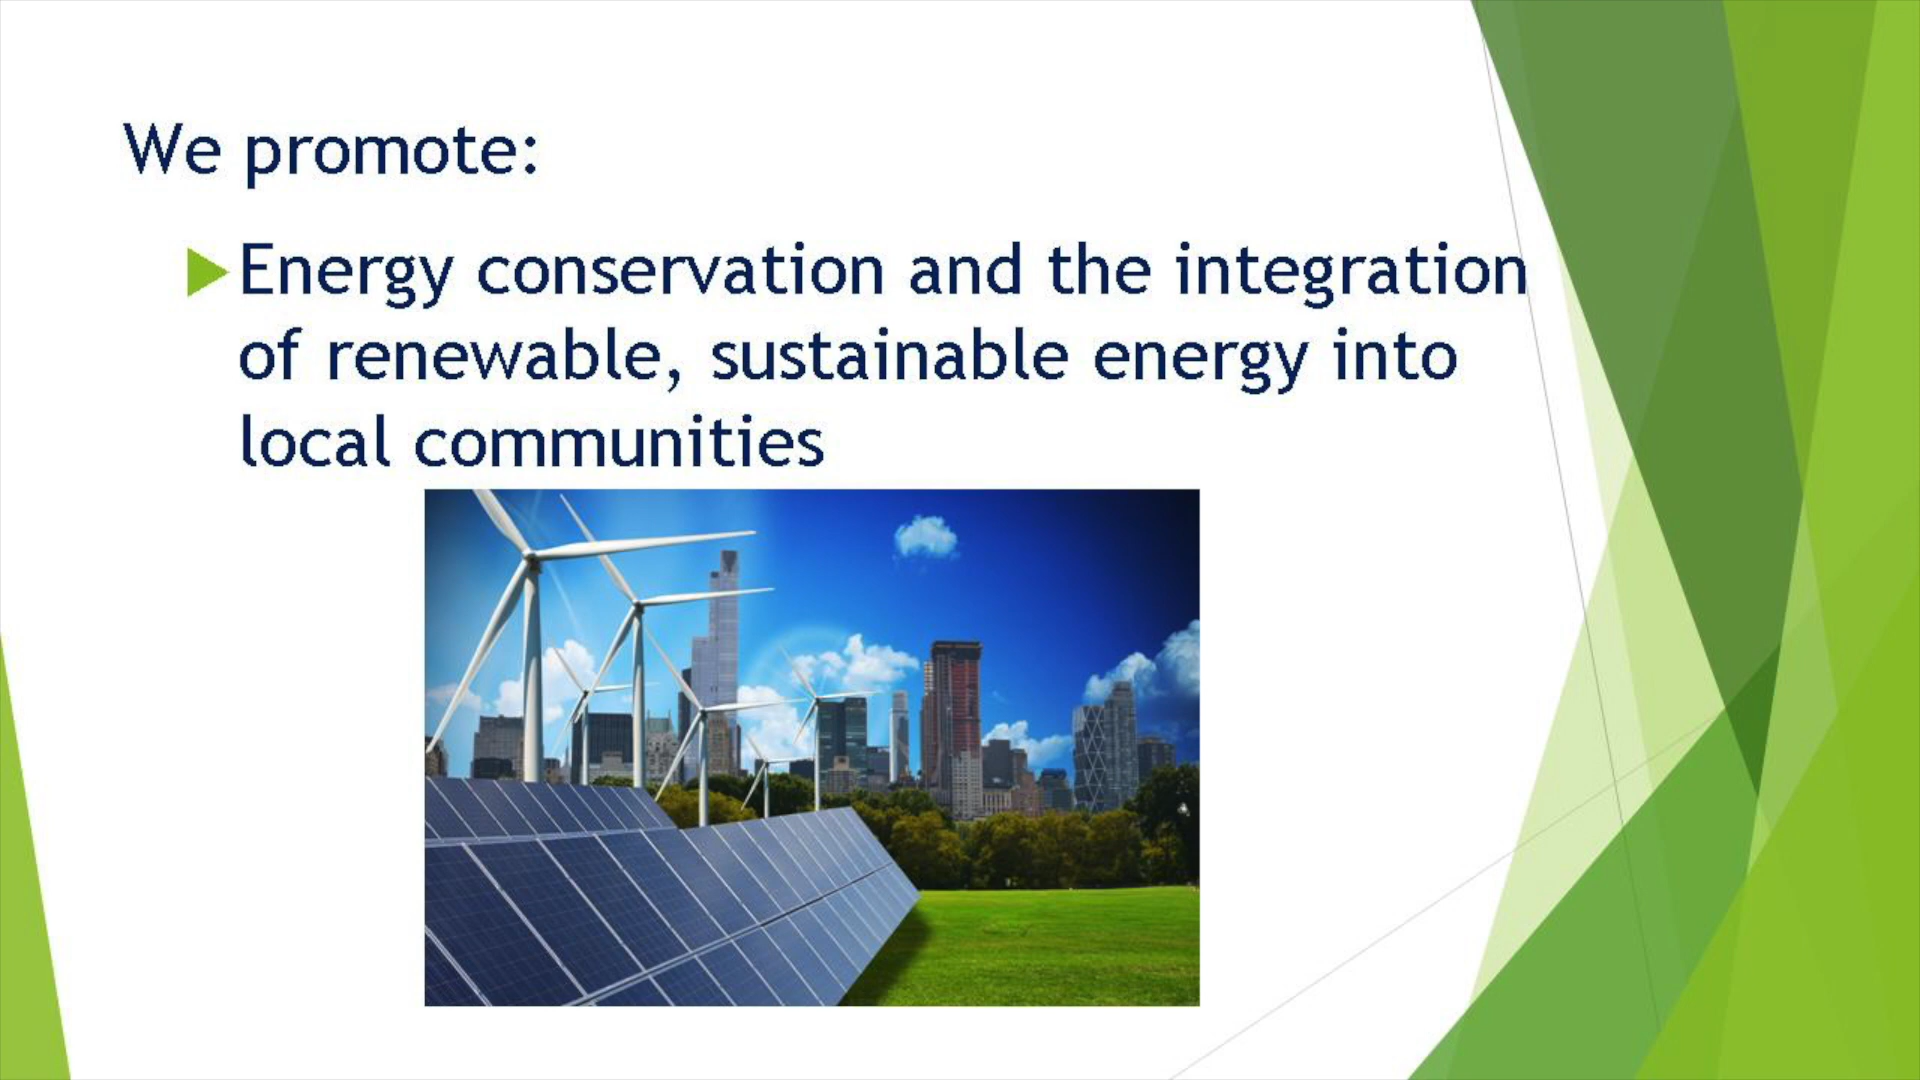 We promote:
Energy conservation and the integration
of renewable, sustainable energy into
local communities